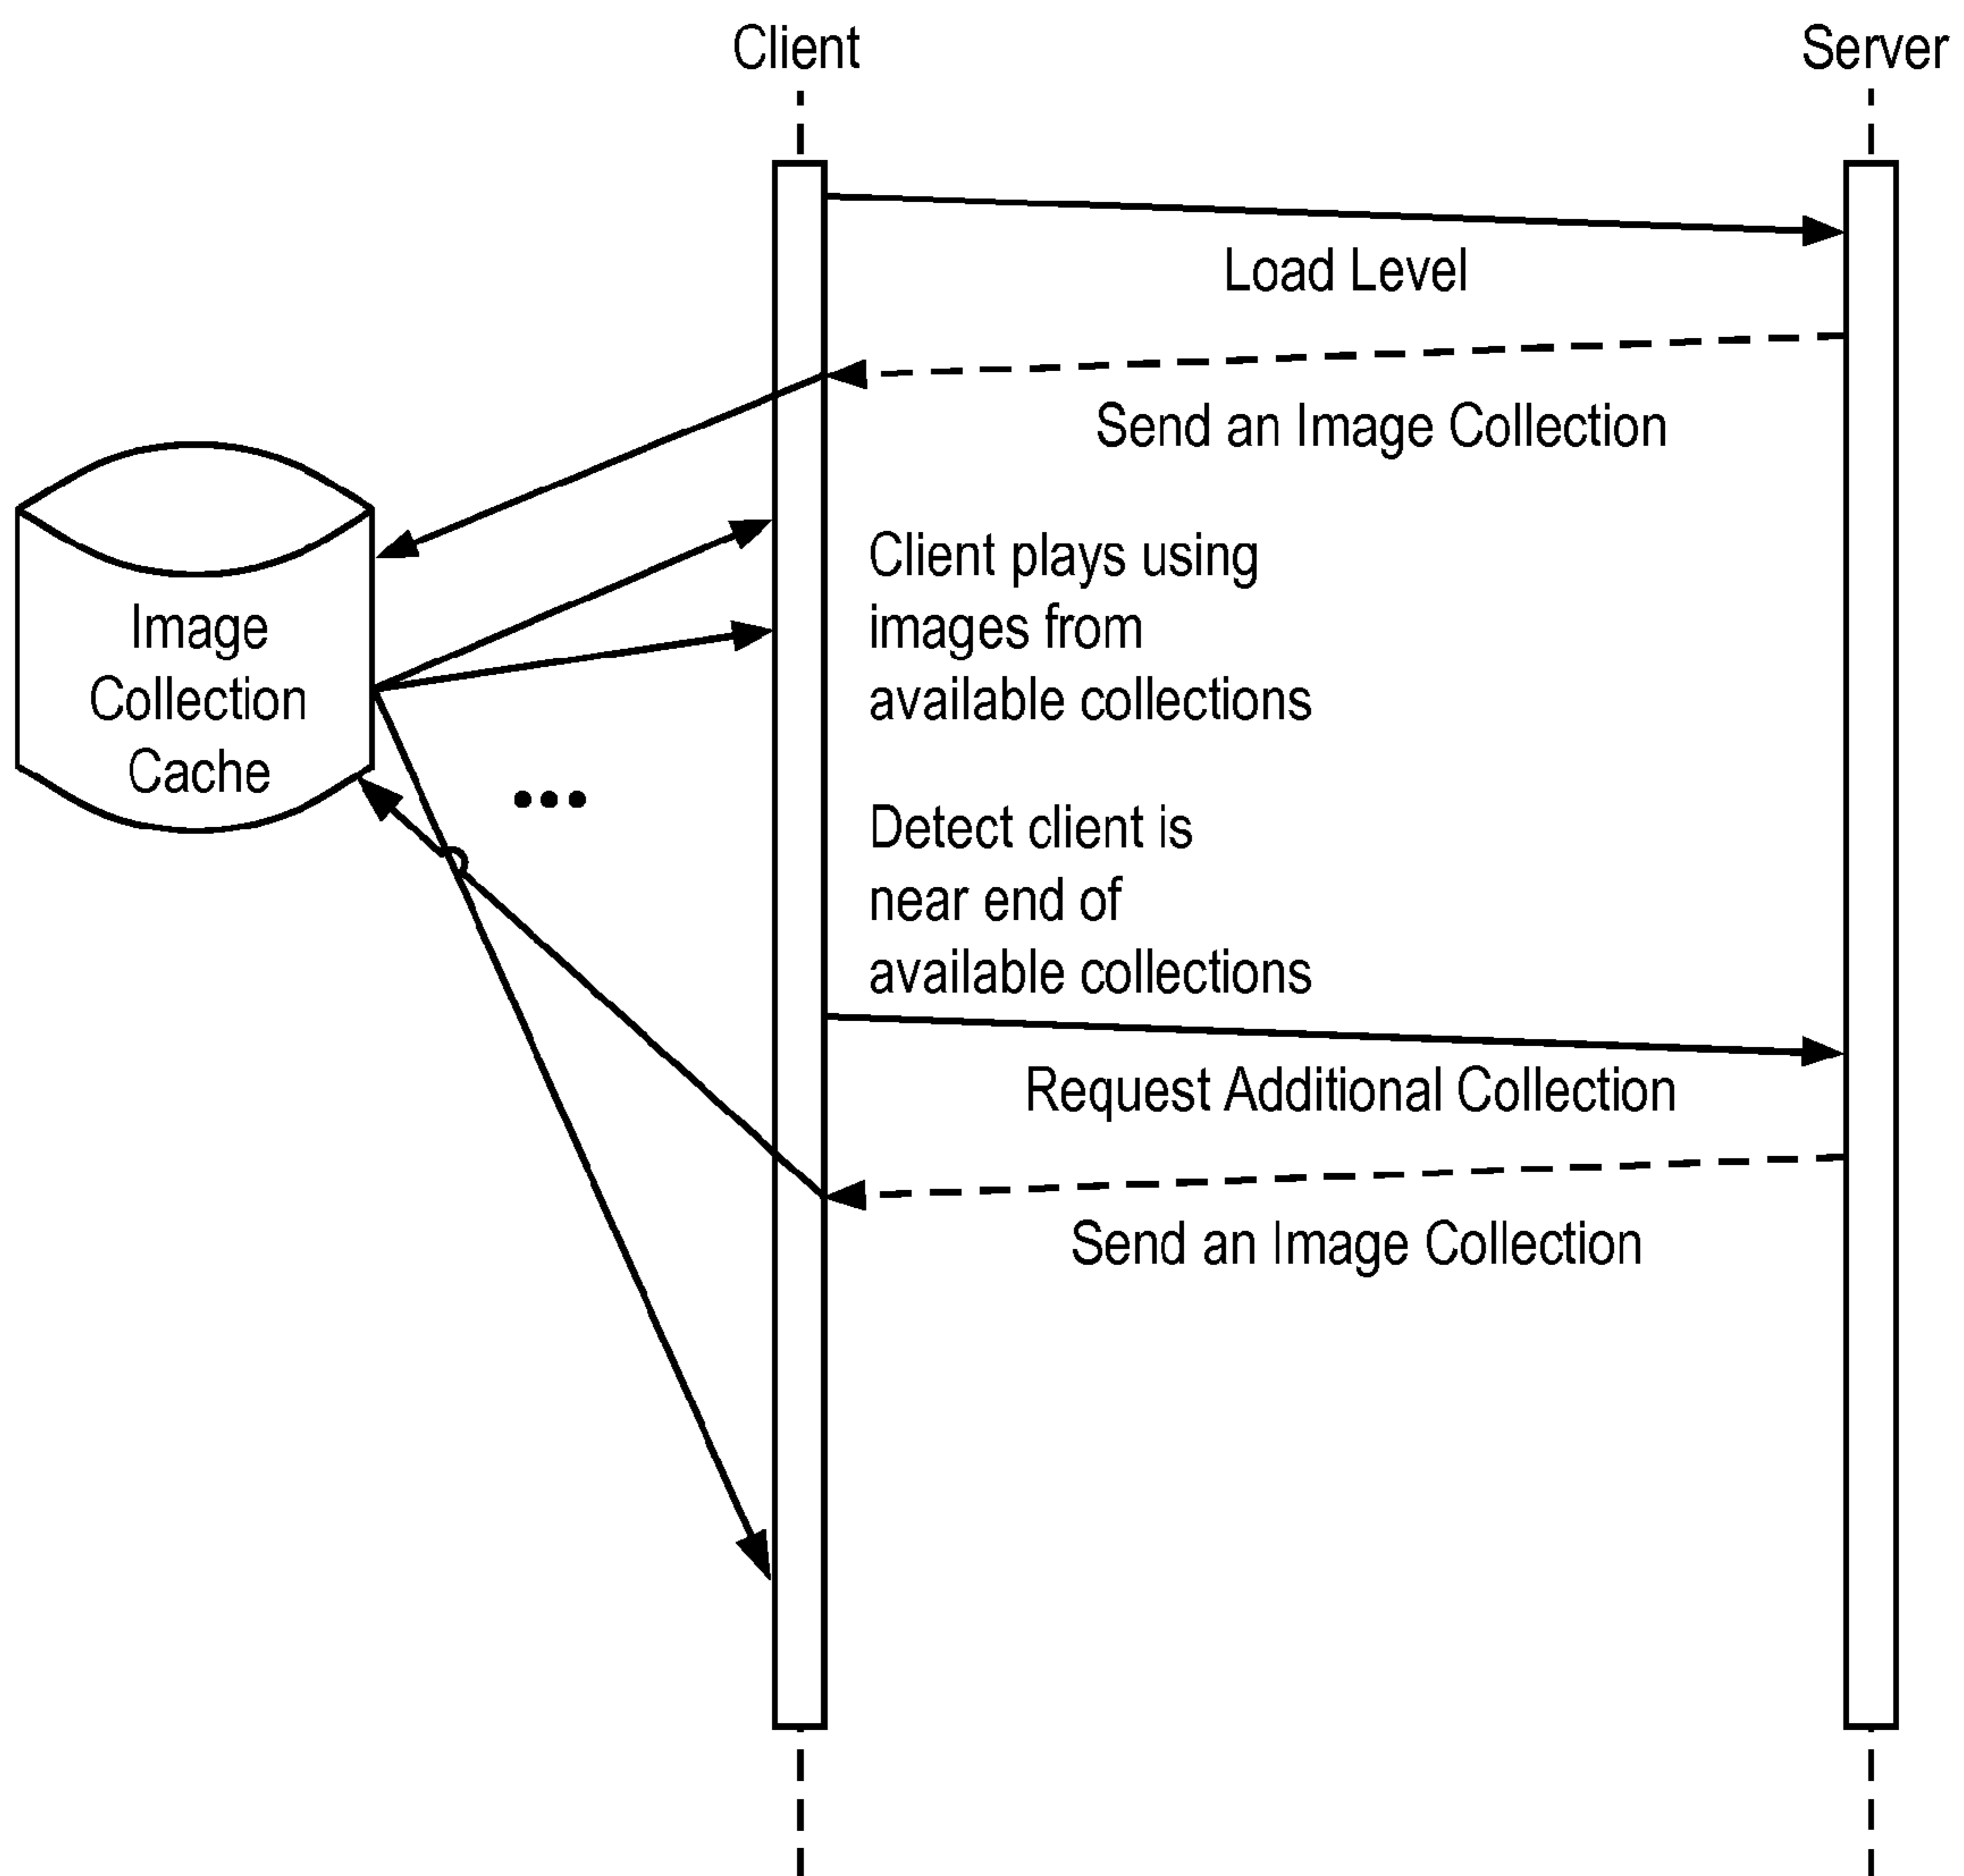 Client
Server
Load Level
Send an Image Collection
Client plays using
images from
available collections
Image
Collection
Cache
Detect client is
near end of
available collections
Request Additional Collection
Send an Image Collection